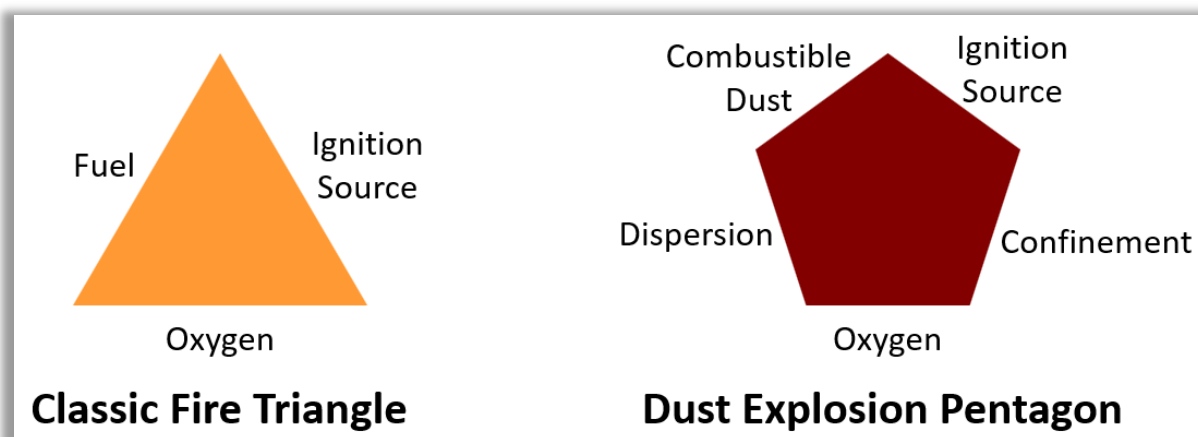 Fuel
Ignition
Source
Oxygen
Classic Fire Triangle
Combustible
Dust
Ignition
Source
Dispersion
Confinement
Oxygen
Dust Explosion Pentagon